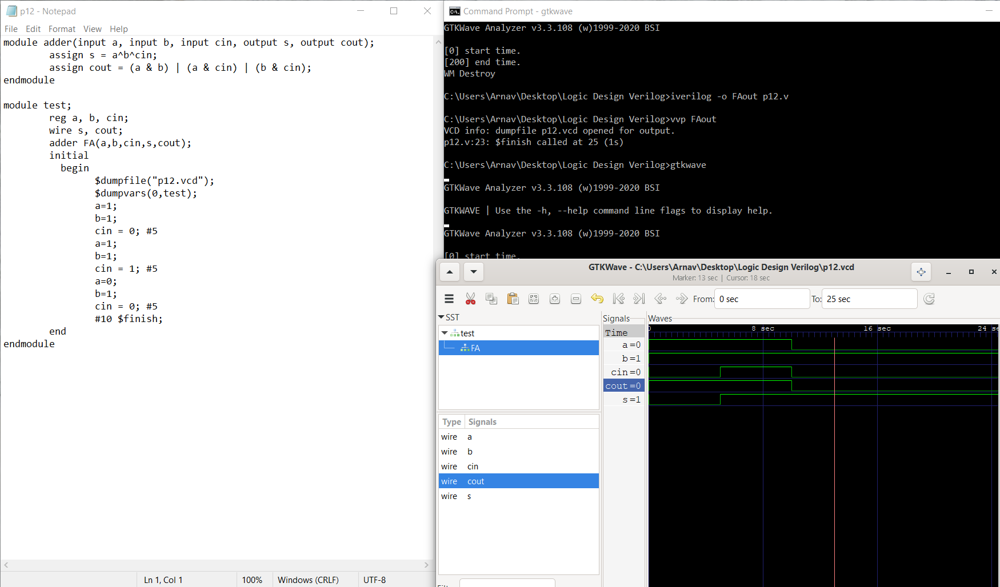 p12 - Notepad
File Edit Format View Help
module adder(input a, input b, input cin, output s, output cout);
assign s = a^b^cin;
assign cout = (a & b) | (a & cin) | (b & cin);
endmodule
module test;
reg a, b, cin;
wire s, cout;
adder FA(a,b,cin,s,cout);
initial
begin
$dumpfile("p12.vcd");
$dumpvars(0,test);
a=1;
b=1;
cin = 0; #5
a=1;
b=1;
cin = 1; #5
a=0;
b=1;
cin = 0; #5
#10 $finish;
end
endmodule
Ln 1, Col 1 100% Windows (CRLF) UTF-8
C:\. Command Prompt - gtkwave
GTKWave Analyzer v3.3.108 (w)1999-2020 BSI
[0] start time.
[200] end time.
WM Destroy
C:\Users\Arnav\Desktop\Logic Design Verilog>iverilog -o FAout p12.v
C:\Users\Arnav\Desktop\Logic Design Verilog>vvp FAout
VCD info: dumpfile p12.vcd opened for output.
p12.v:23: $finish called at 25 (1s)
C:\Users\Arnav\Desktop\Logic Design Verilog>gtkwave
GTKWave Analyzer v3.3.108 (w)1999-2020 BSI
GTKWAVE | Use the -h, --help command line flags to display help.
GTKWave Analyzer v3.3.108 (w)1999-2020 BSI
[0] start time.
GTKWave - C:\Users\Arnav\Desktop\Logic Design Verilog\p12.vcd
Marker: 13 sec | Cursor: 18 sec
From: 0 sec To: 25 sec
SST
test
FA
Type Signals
wire a
wire b
wire cin
wire cout
wire s
Signals
Time
a=0
b=1
cin=0
cout=0
s=1
Waves
0 8 sec 16 sec 24 se